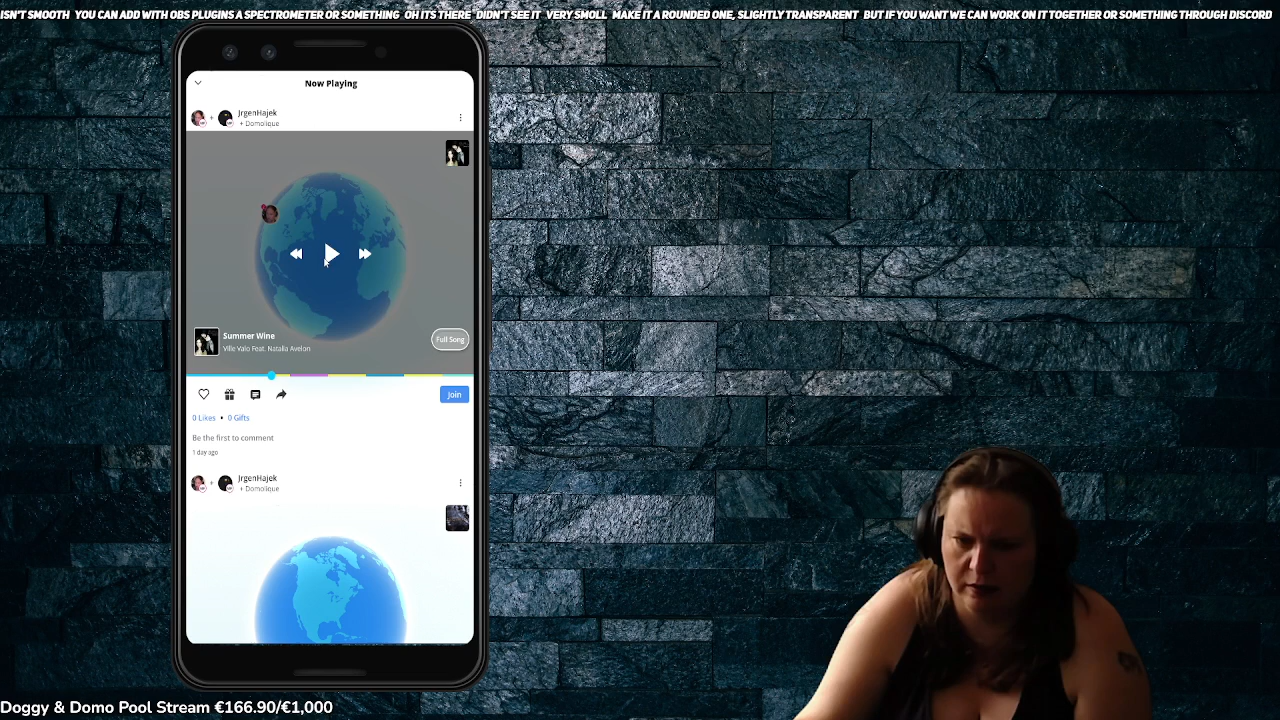 ISN'T SMOOTH YOU CAN ADD WITH OBS PLUGINS A SPECTROMETER OR SOMETHING OH ITS THERE DIDN'T SEE IT VERY SMOLL MAKE IT A ROUNDED ONE, SLIGHTLY TRANSPARENT BUT IF YOU WANT WE CAN WORK ON IT TOGETHER OR SOMETHING THROUGH DISCORD
Now Playing
JrgenHajek
+ Domolique
Summer Wine
Ville Valo Feat. Natalia Avelon
Full Song
Join
0 Likes • 0 Gifts
Be the first to comment
1 day ago
JrgenHajek
+ Domolique
Doggy & Domo Pool Stream €166.90/€1,000